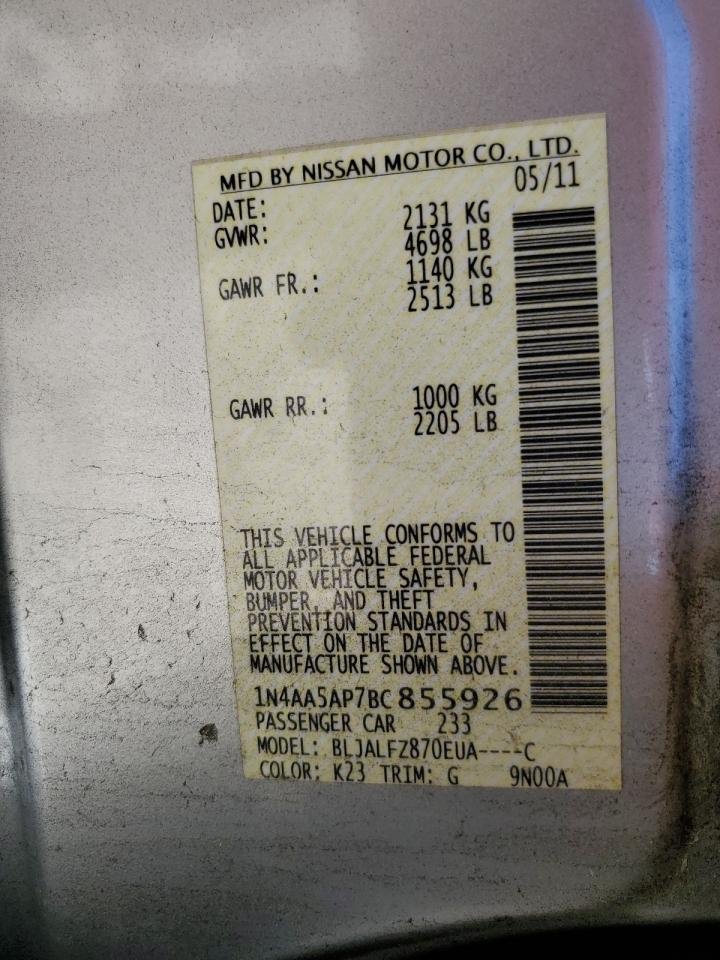 MFD BY NISSAN MOTOR CO., LTD.
DATE: 05/11
GVWR: 2131 KG
4698 LB
GAWR FR.: 1140 KG
2513 LB
GAWR RR.: 1000 KG
2205 LB
THIS VEHICLE CONFORMS TO
ALL APPLICABLE FEDERAL
MOTOR VEHICLE SAFETY,
BUMPER, AND THEFT
PREVENTION STANDARDS IN
EFFECT ON THE DATE OF
MANUFACTURE SHOWN ABOVE.
1N4AA5AP7BC855926
PASSENGER CAR 233
MODEL: BLJALFZ870EUA----C
COLOR: K23 TRIM: G 9N00A